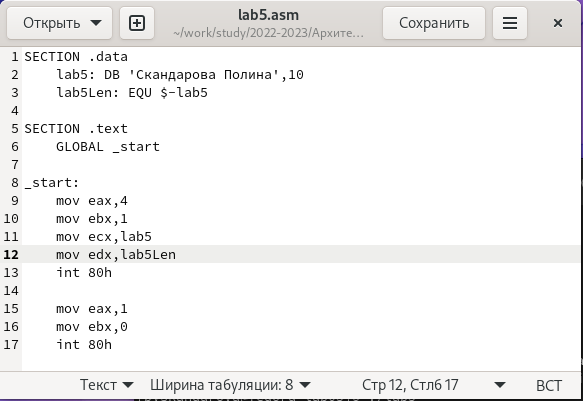 Открыть
lab5.asm
~/work/study/2022-2023/Архите...
Сохранить
1 SECTION .data
2 lab5: DB 'Скандарова Полина',10
3 lab5Len: EQU $-lab5
4
5 SECTION .text
6 GLOBAL _start
7
8 _start:
9 mov eax,4
10 mov ebx,1
11 mov ecx,lab5
12 mov edx,lab5Len
13 int 80h
14
15 mov eax,1
16 mov ebx,0
17 int 80h
Текст Ширина табуляции: 8 Стр 12, Стлб 17 ВСТ